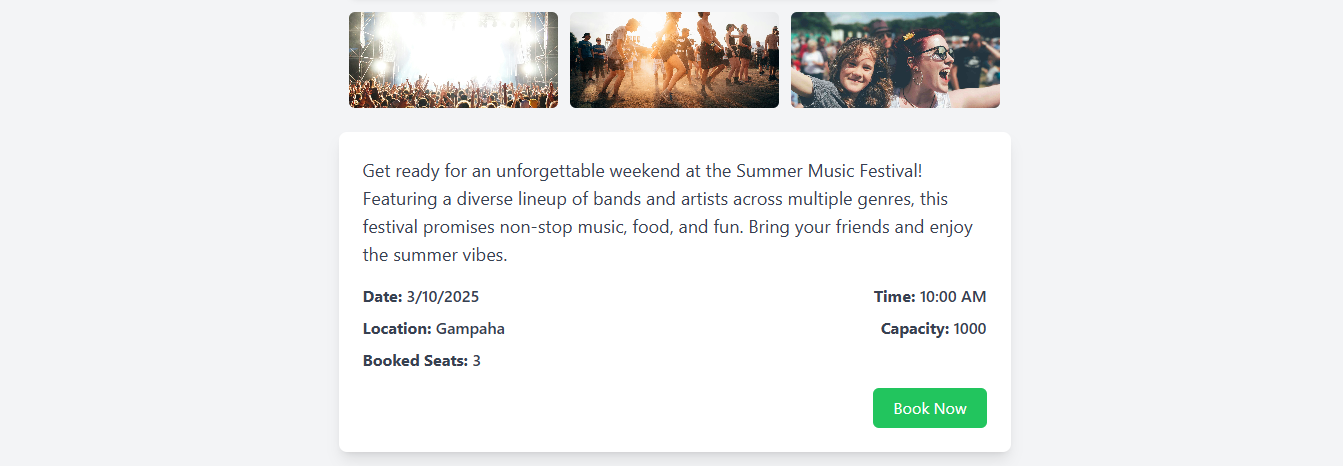 Get ready for an unforgettable weekend at the Summer Music Festival!
Featuring a diverse lineup of bands and artists across multiple genres, this
festival promises non-stop music, food, and fun. Bring your friends and enjoy
the summer vibes.
Date: 3/10/2025 Time: 10:00 AM
Location: Gampaha Capacity: 1000
Booked Seats: 3
Book Now